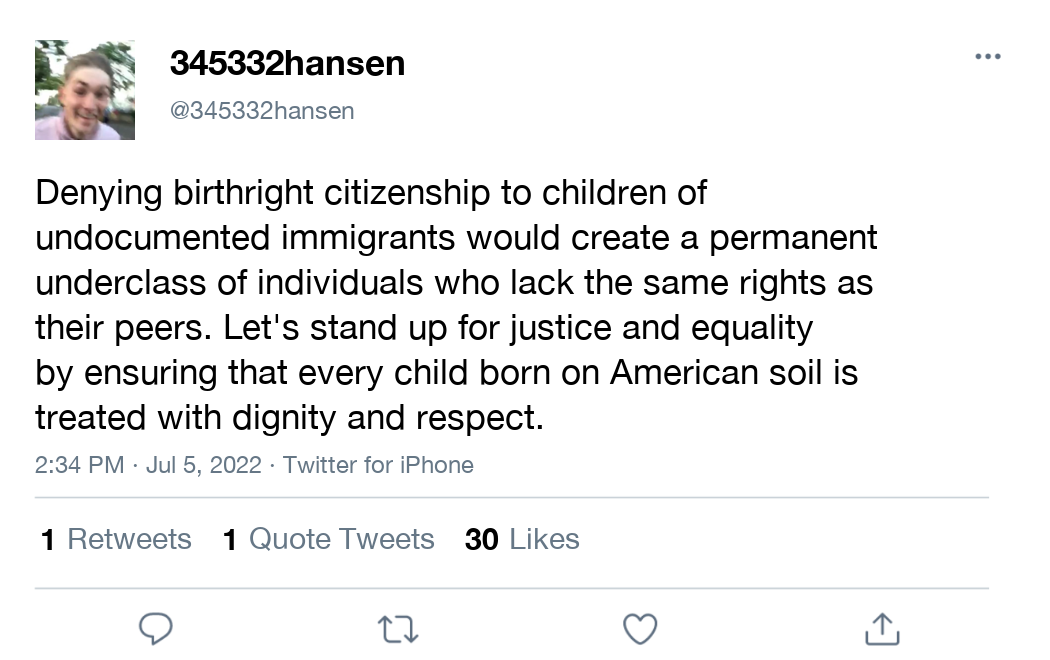 345332hansen
@345332hansen
Denying birthright citizenship to children of
undocumented immigrants would create a permanent
underclass of individuals who lack the same rights as
their peers. Let's stand up for justice and equality
by ensuring that every child born on American soil is
treated with dignity and respect.
2:34 PM · Jul 5, 2022 · Twitter for iPhone
1 Retweets 1 Quote Tweets 30 Likes